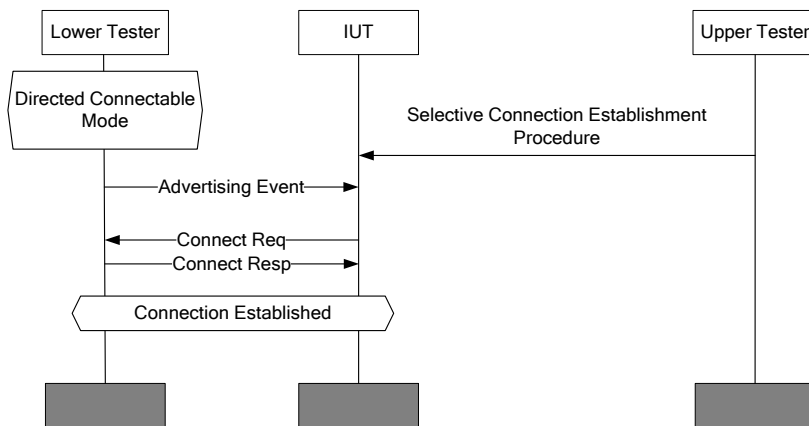 Lower Tester
IUT
Upper Tester
Directed Connectable
Mode
Selective Connection Establishment
Procedure
Advertising Event
Connect Req
Connect Resp
Connection Established